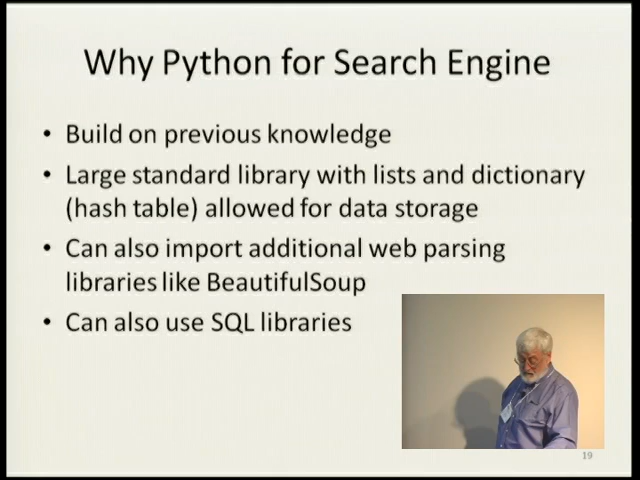 Why Python for Search Engine
• Build on previous knowledge
• Large standard library with lists and dictionary
(hash table) allowed for data storage
• Can also import additional web parsing
libraries like BeautifulSoup
• Can also use SQL libraries
19